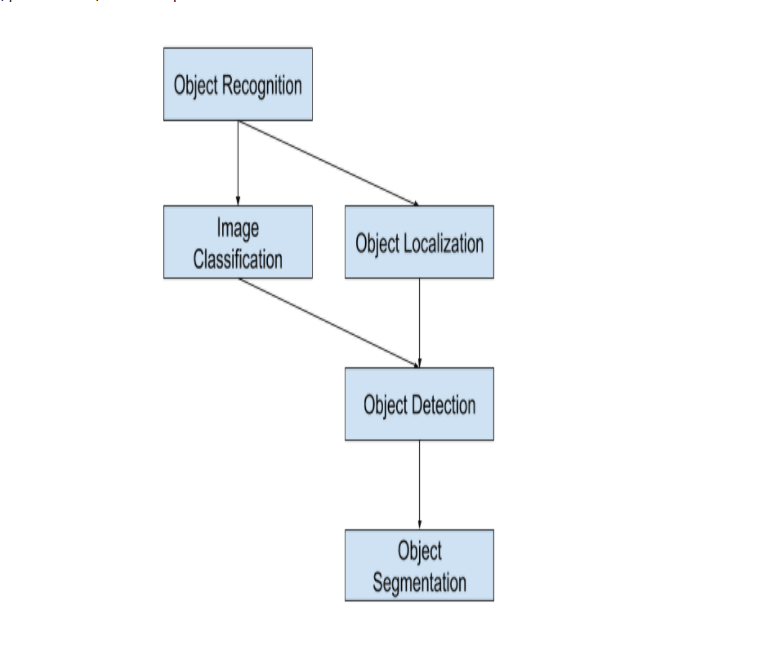 Object Recognition
Image
Classification
Object Localization
Object Detection
Object
Segmentation